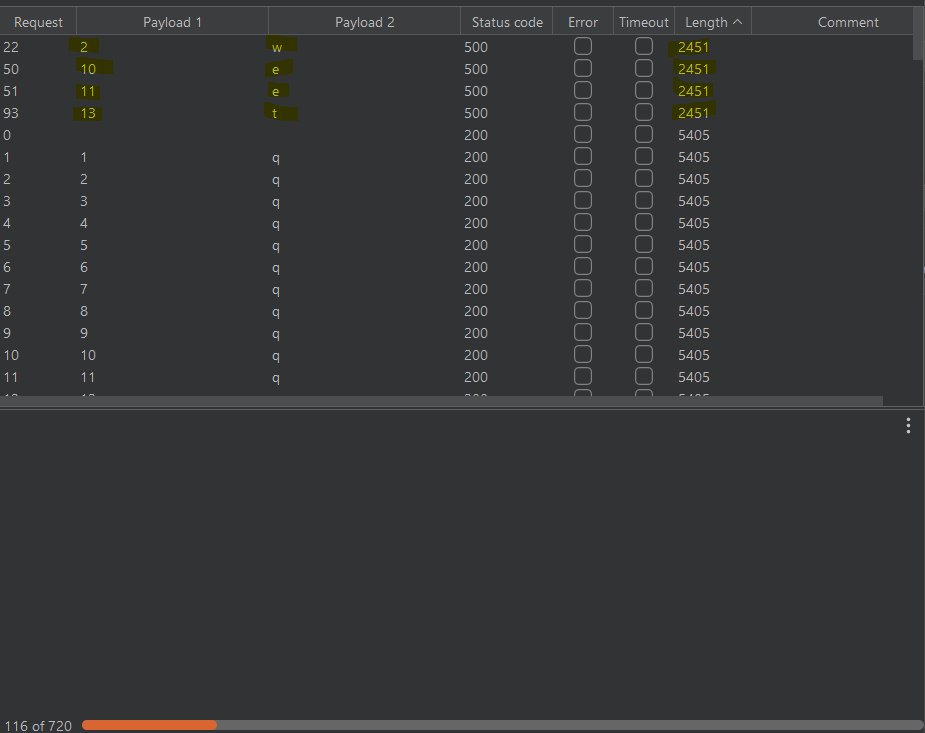 Request Payload 1 Payload 2 Status code Error Timeout Length Comment
22 2 w 500 2451
50 10 e 500 2451
51 11 e 500 2451
93 13 t 500 2451
0 200 5405
1 1 q 200 5405
2 2 q 200 5405
3 3 q 200 5405
4 4 q 200 5405
5 5 q 200 5405
6 6 q 200 5405
7 7 q 200 5405
8 8 q 200 5405
9 9 q 200 5405
10 10 q 200 5405
11 11 q 200 5405
116 of 720